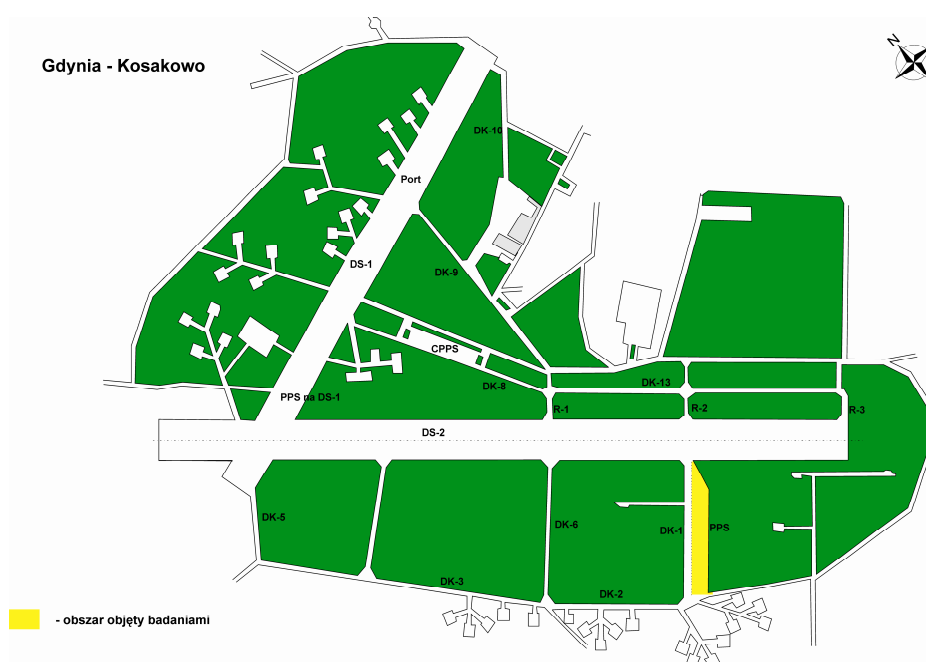 N
Gdynia - Kosakowo
DK-10
Port
DS-1
DK-9
CPPS
DK-8
DK-13
PPS na DS-1
R-1
R-2
R-3
DS-2
DK-5
DK-6
DK-1
PPS
DK-3
DK-2
- obszar objęty badaniami